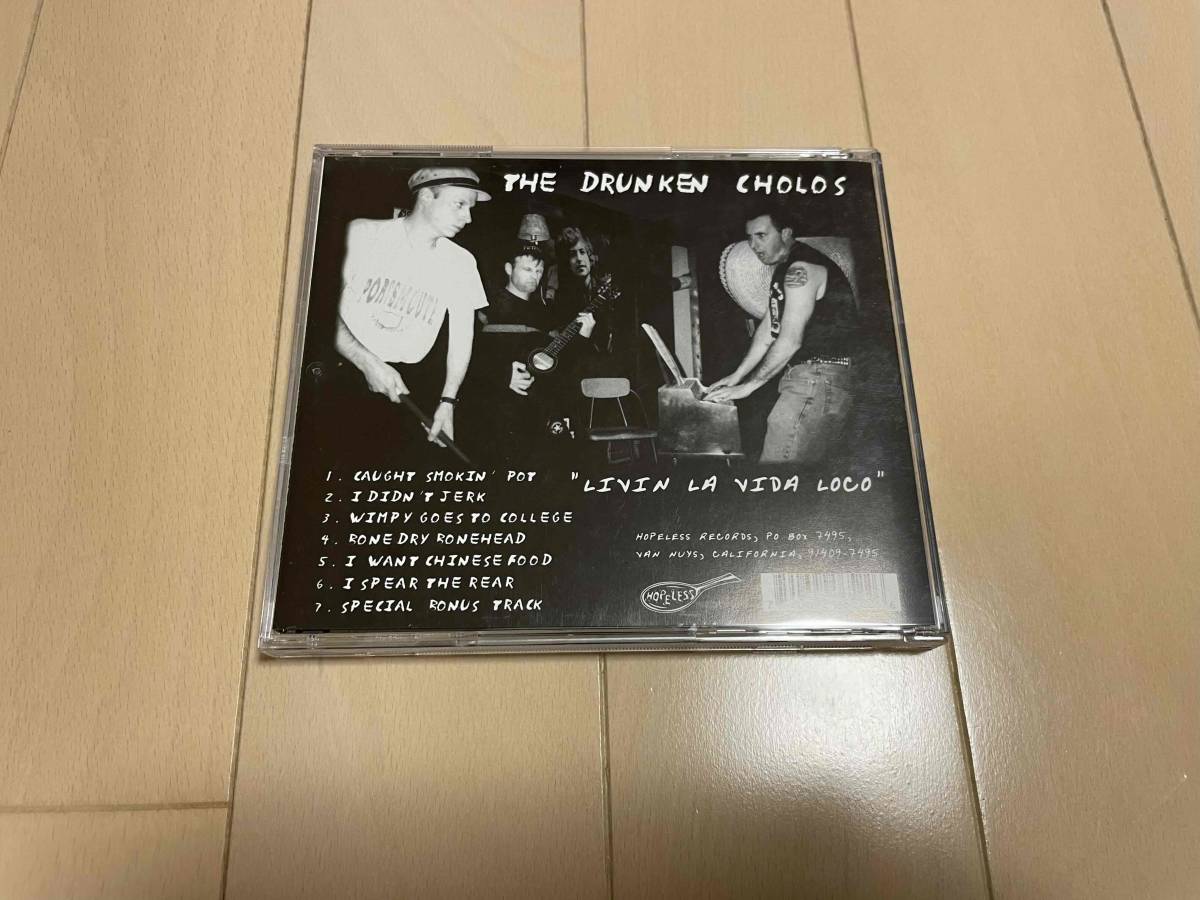 THE DRUNKEN CHOLOS
PORTSMOUTH
1. CAUGHT SMOKIN' POT
2. I DIDN'T JERK
3. WIMPY GOES TO COLLEGE
4. BONE DRY BONEHEAD
5. I WANT CHINESE FOOD
6. I SPEAR THE REAR
7. SPECIAL BONUS TRACK
"LIVIN LA VIDA LOCO"
HOPELESS RECORDS, PO BOX 7495,
VAN NUYS, CALIFORNIA, 91409-7495
HOPELESS